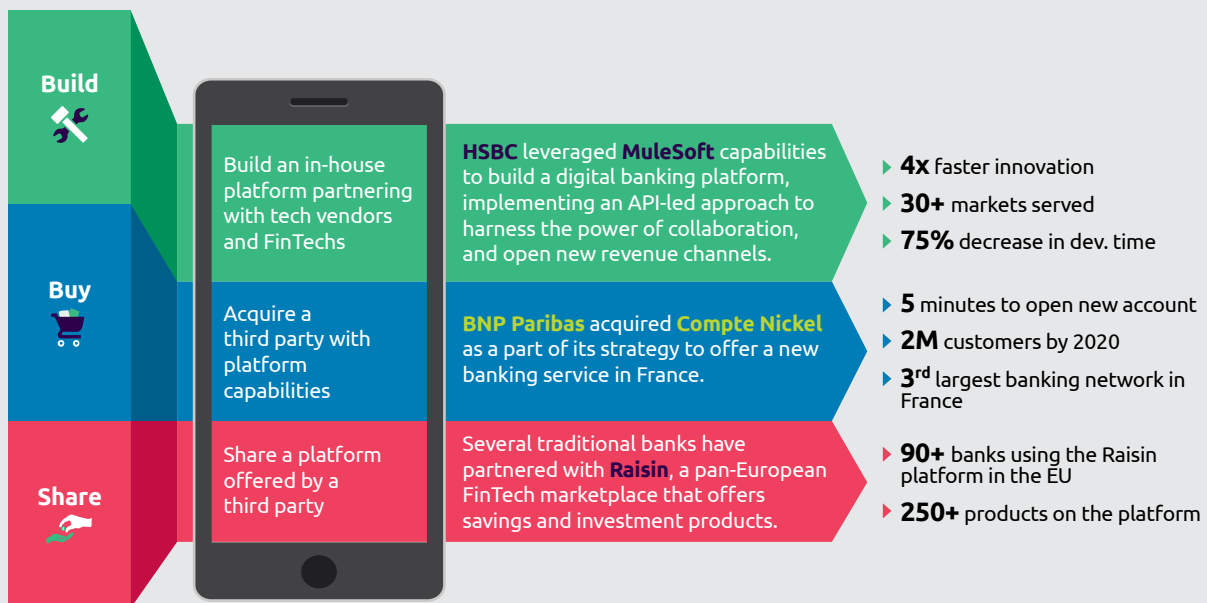 Build
Build an in-house
platform partnering
with tech vendors
and FinTechs
HSBC leveraged MuleSoft capabilities
to build a digital banking platform,
implementing an API-led approach to
harness the power of collaboration,
and open new revenue channels.
4x faster innovation
30+ markets served
75% decrease in dev. time
Buy
Acquire a
third party with
platform
capabilities
BNP Paribas acquired Compte Nickel
as a part of its strategy to offer a new
banking service in France.
5 minutes to open new account
2M customers by 2020
3rd largest banking network in
France
Share
Share a platform
offered by a
third party
Several traditional banks have
partnered with Raisin, a pan-European
FinTech marketplace that offers
savings and investment products.
90+ banks using the Raisin
platform in the EU
250+ products on the platform